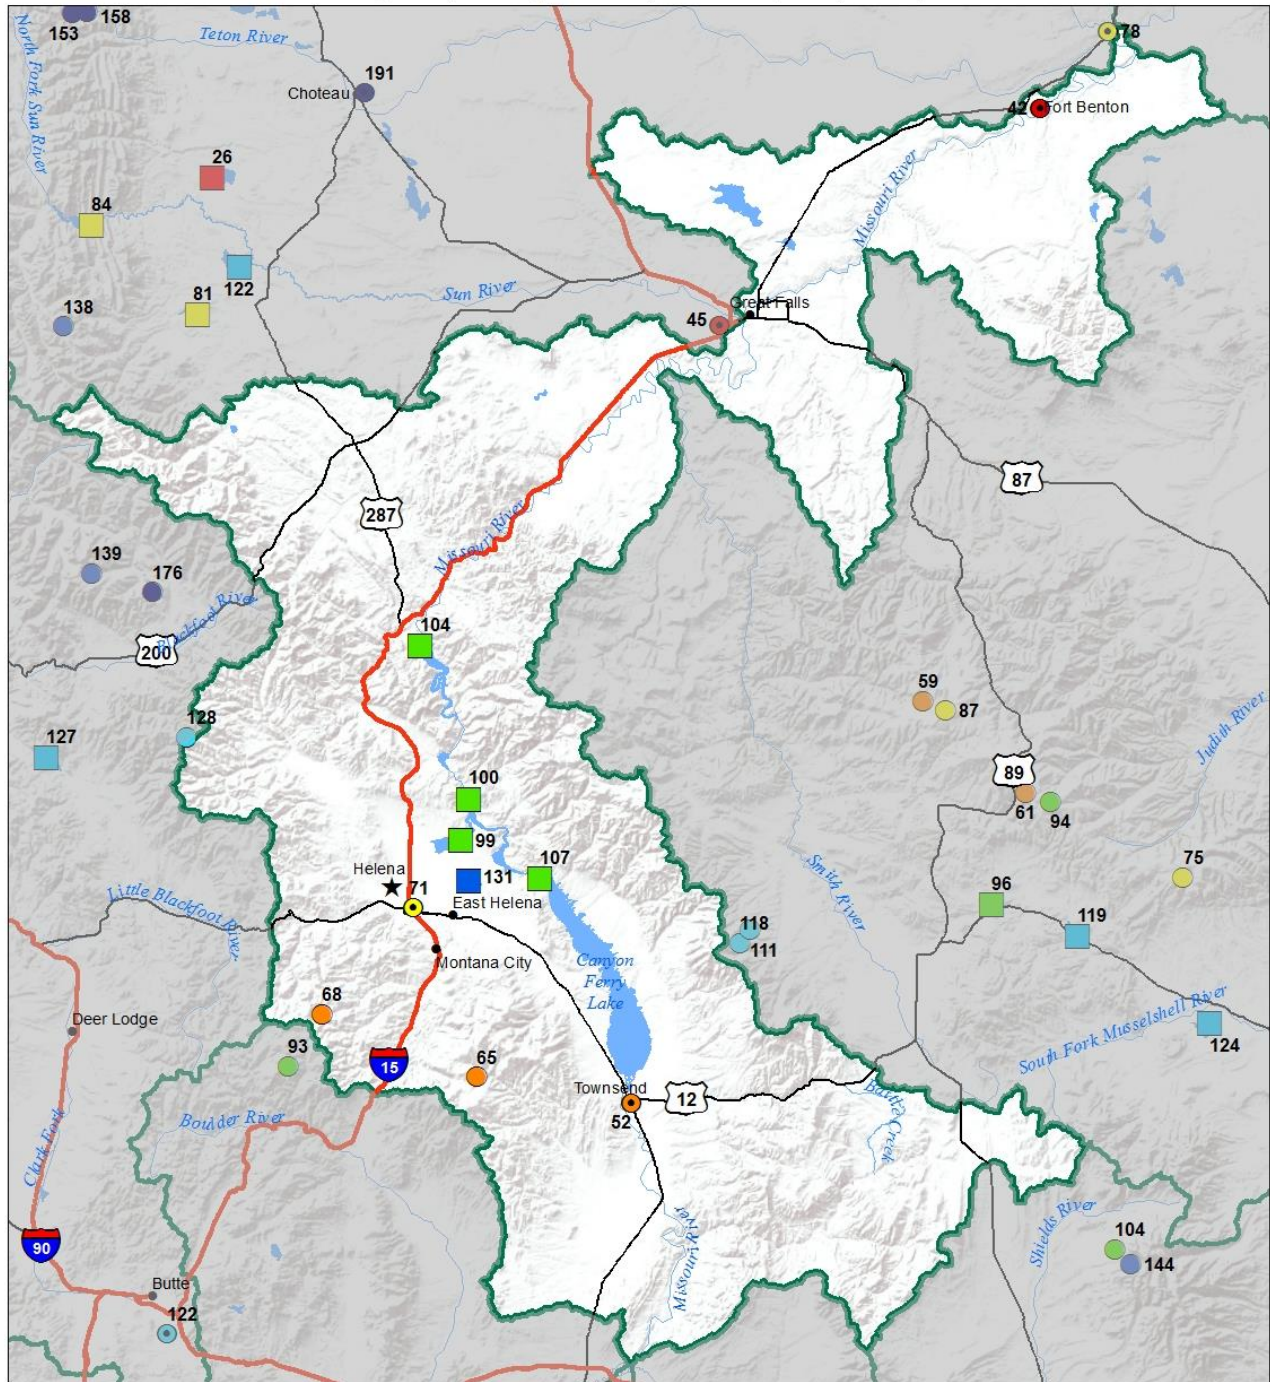 153
158
Teton River
North Fork Sun River
191
Choteau
78
42
Fort Benton
26
84
122
81
138
Sun River
Missouri River
45
Great Falls
287
87
Missouri River
139
176
Blackfoot River
200
104
59
87
128
127
89
61
94
Judith River
100
99
107
131
Helena
71
East Helena
Little Blackfoot River
Montana City
Canyon
Ferry
Lake
118
111
Smith River
75
96
119
68
93
15
65
Deer Lodge
Townsend
52
12
South Fork Musselshell River
124
Boulder River
Clark Fork
Battle Creek
Missouri River
Shields River
104
144
90
Butte
122